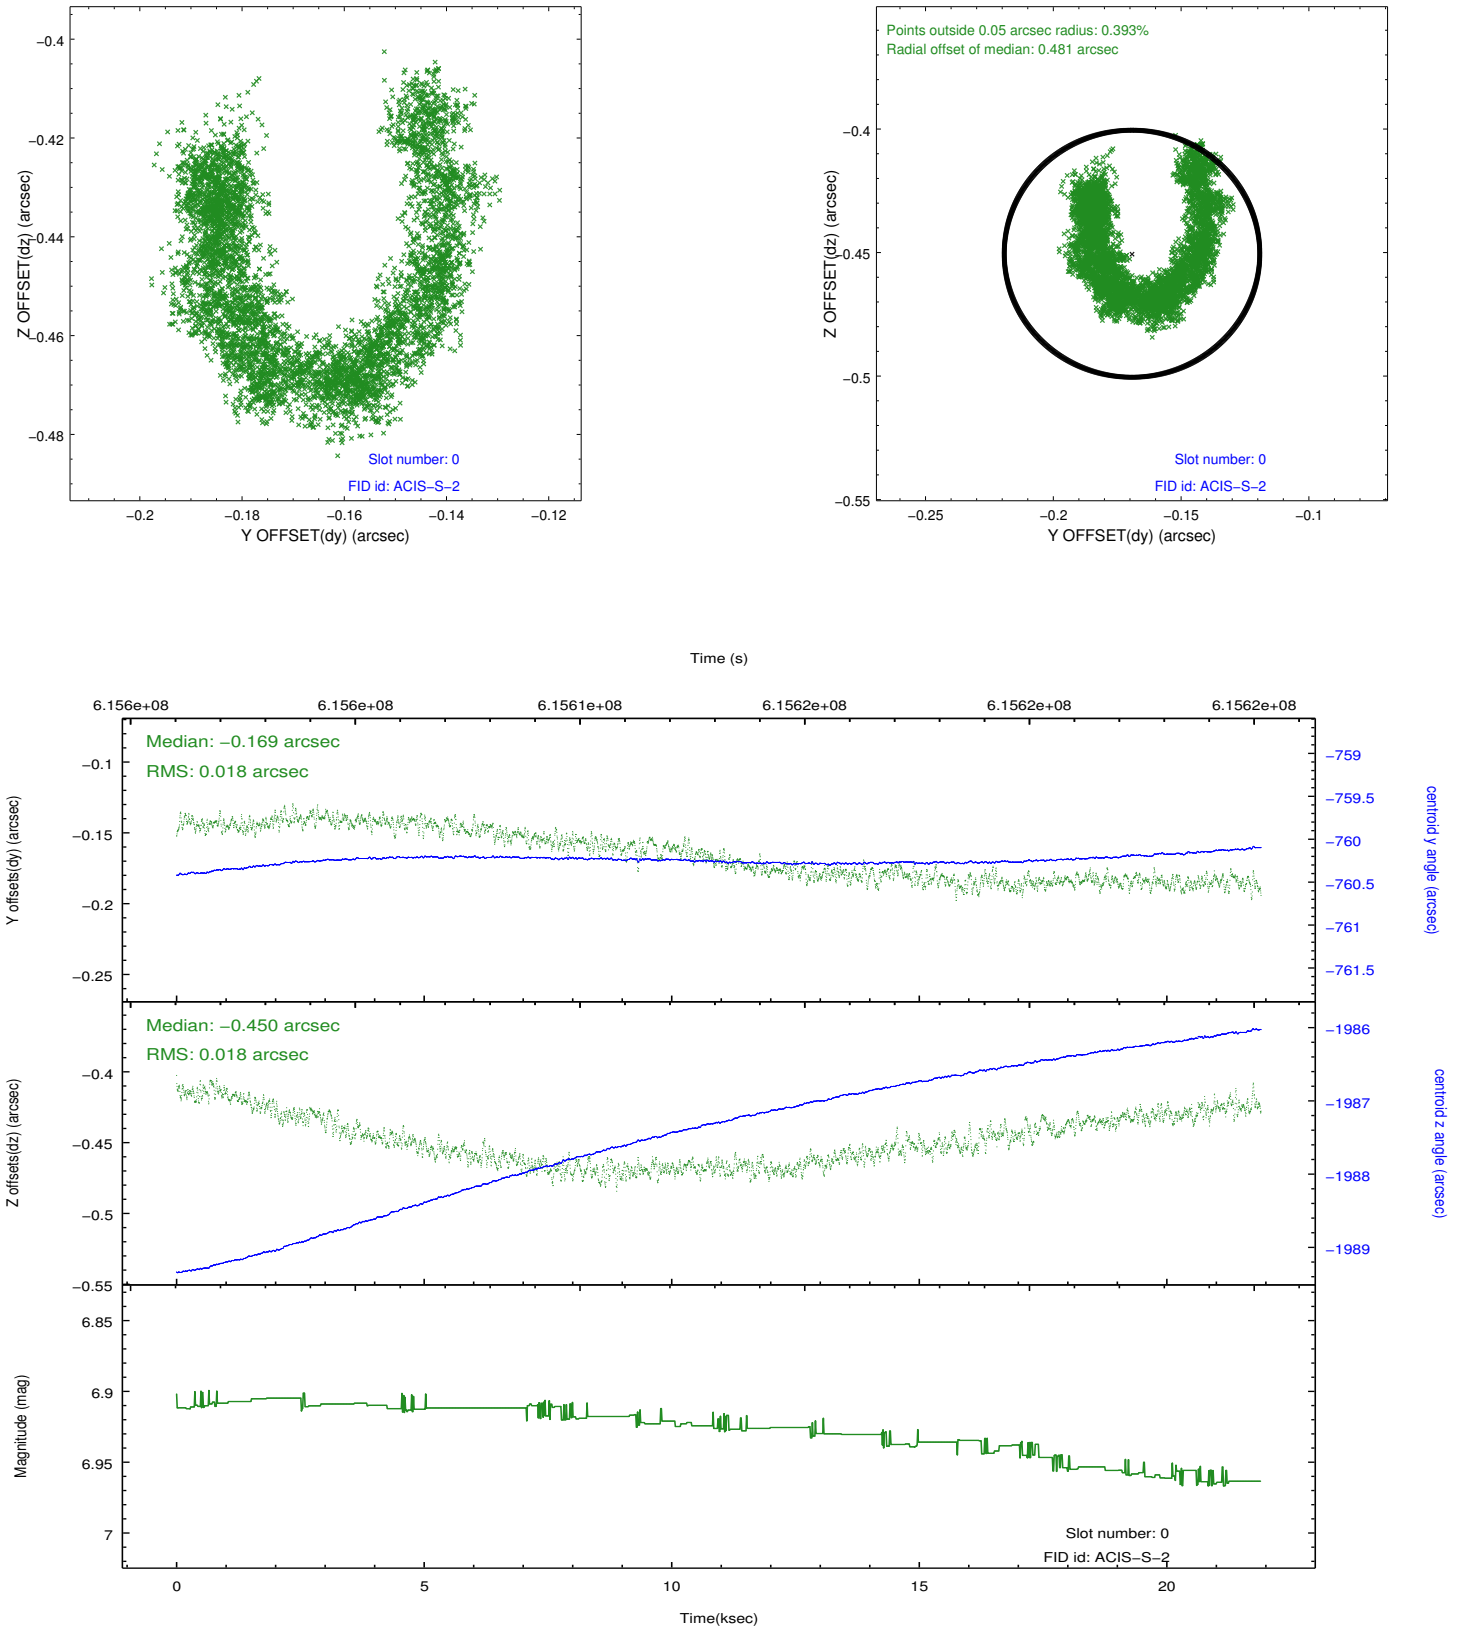 −0.4
−0.42
−0.44
−0.46
−0.48
Z OFFSET(dz) (arcsec)
Slot number: 0
FID id: ACIS−S−2
−0.2
−0.18
−0.16
−0.14
−0.12
Y OFFSET(dy) (arcsec)
Points outside 0.05 arcsec radius: 0.393%
Radial offset of median: 0.481 arcsec
−0.4
−0.45
−0.5
−0.55
Z OFFSET(dz) (arcsec)
Slot number: 0
FID id: ACIS−S−2
−0.25
−0.2
−0.15
−0.1
Y OFFSET(dy) (arcsec)
Time (s)
6.156e+08
6.156e+08
6.1561e+08
6.1562e+08
6.1562e+08
6.1562e+08
Median: −0.169 arcsec
RMS: 0.018 arcsec
−0.1
−0.15
−0.2
−0.25
Y offsets(dy) (arcsec)
−759
−759.5
−760
−760.5
−761
−761.5
centroid y angle (arcsec)
Median: −0.450 arcsec
RMS: 0.018 arcsec
−0.4
−0.45
−0.5
−0.55
Z offsets(dz) (arcsec)
−1986
−1987
−1988
−1989
centroid z angle (arcsec)
6.85
6.9
6.95
7
Magnitude (mag)
Slot number: 0
FID id: ACIS−S−2
0
5
10
15
20
Time(ksec)